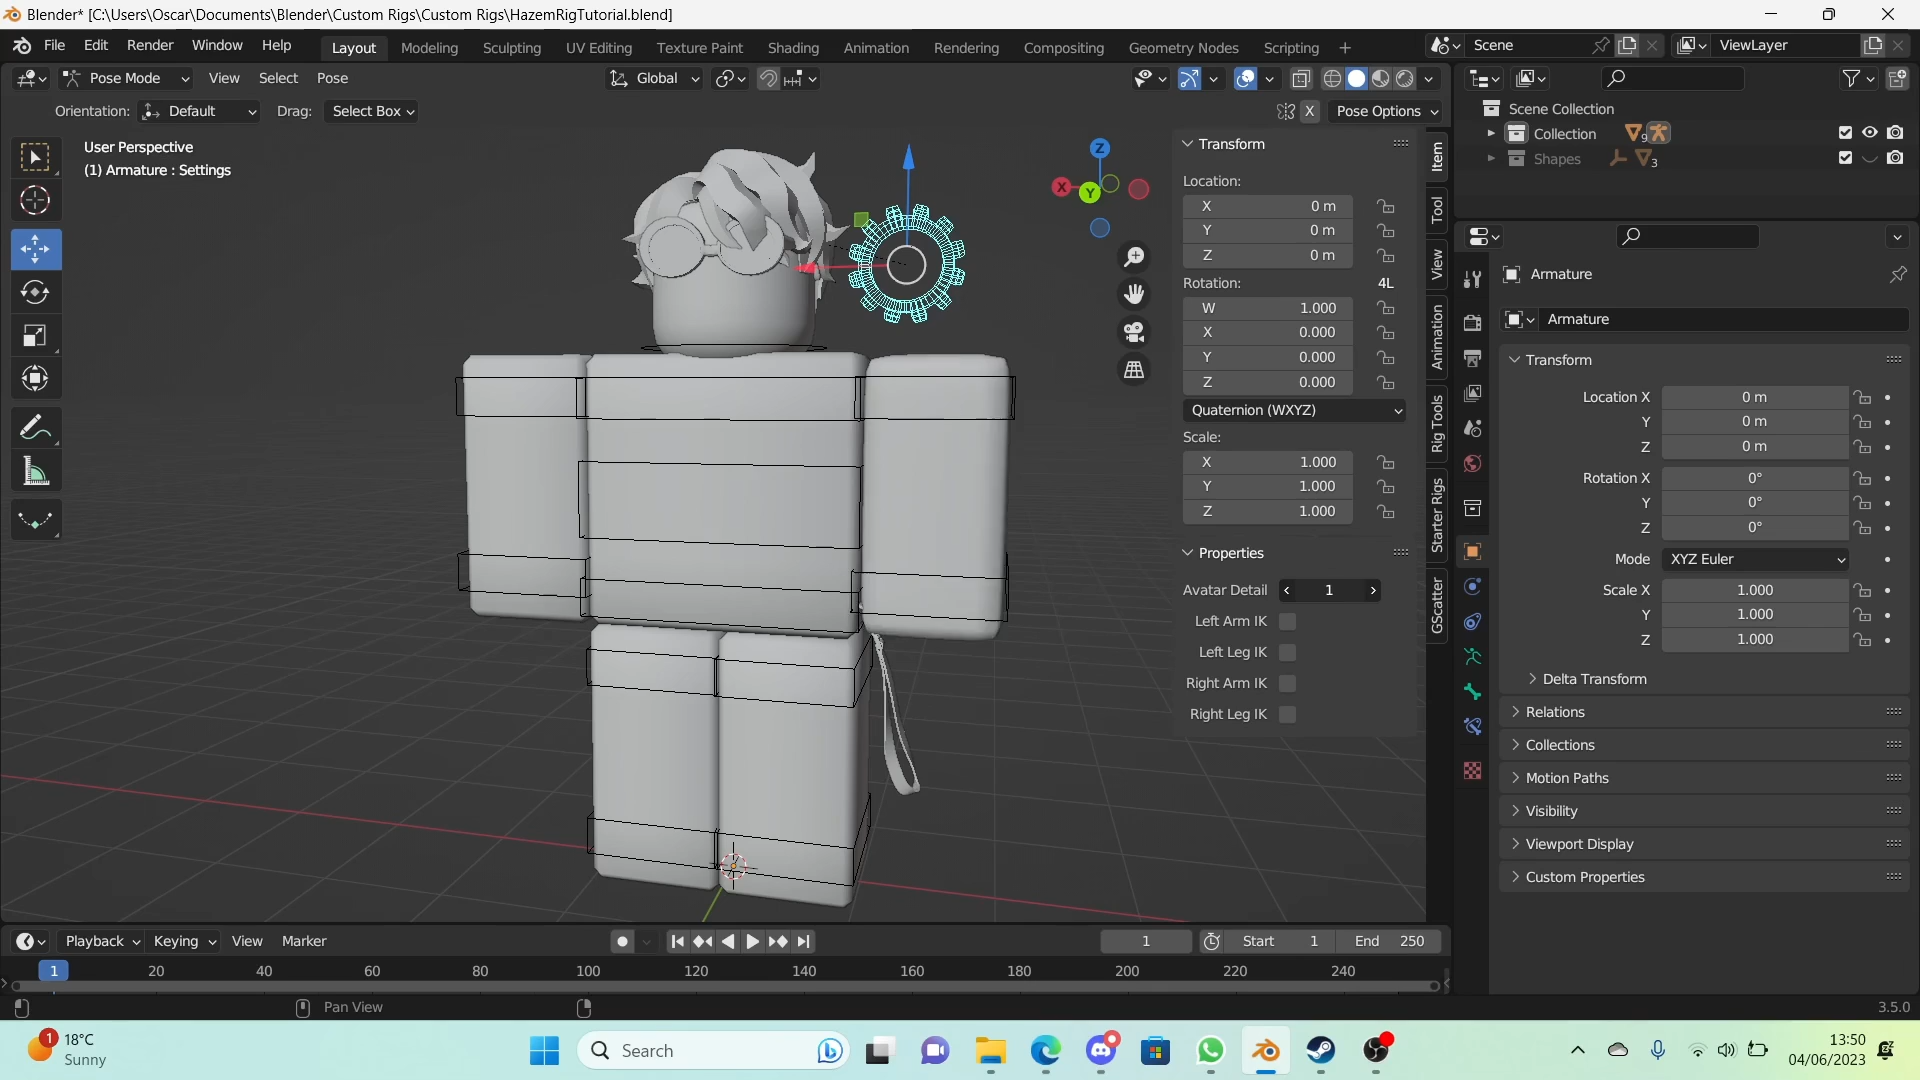 Blender* [C:\Users\Oscar\Documents\Blender\Custom Rigs\Custom Rigs\HazemRigTutorial.blend]
File Edit Render Window Help Layout Modeling Sculpting UV Editing Texture Paint Shading Animation Rendering Compositing Geometry Nodes Scripting + Scene ViewLayer
Pose Mode View Select Pose Global
Orientation: Default Drag: Select Box X Pose Options
User Perspective
(1) Armature : Settings
Z
X
Y
Item
Tool
View
Animation
Rig Tools
Starter Rigs
GScatter
Transform
Location:
X 0 m
Y 0 m
Z 0 m
Rotation: 4L
W 1.000
X 0.000
Y 0.000
Z 0.000
Quaternion (WXYZ)
Scale:
X 1.000
Y 1.000
Z 1.000
Properties
Avatar Detail 1
Left Arm IK
Left Leg IK
Right Arm IK
Right Leg IK
Scene Collection
Collection 9
Shapes 3
Armature
Armature
Transform
Location X 0 m
Y 0 m
Z 0 m
Rotation X 0°
Y 0°
Z 0°
Mode XYZ Euler
Scale X 1.000
Y 1.000
Z 1.000
Delta Transform
Relations
Collections
Motion Paths
Visibility
Viewport Display
Custom Properties
Playback Keying View Marker 1 Start 1 End 250
1 20 40 60 80 100 120 140 160 180 200 220 240
Pan View 3.5.0
1 18°C
Sunny
Search
13:50
04/06/2023